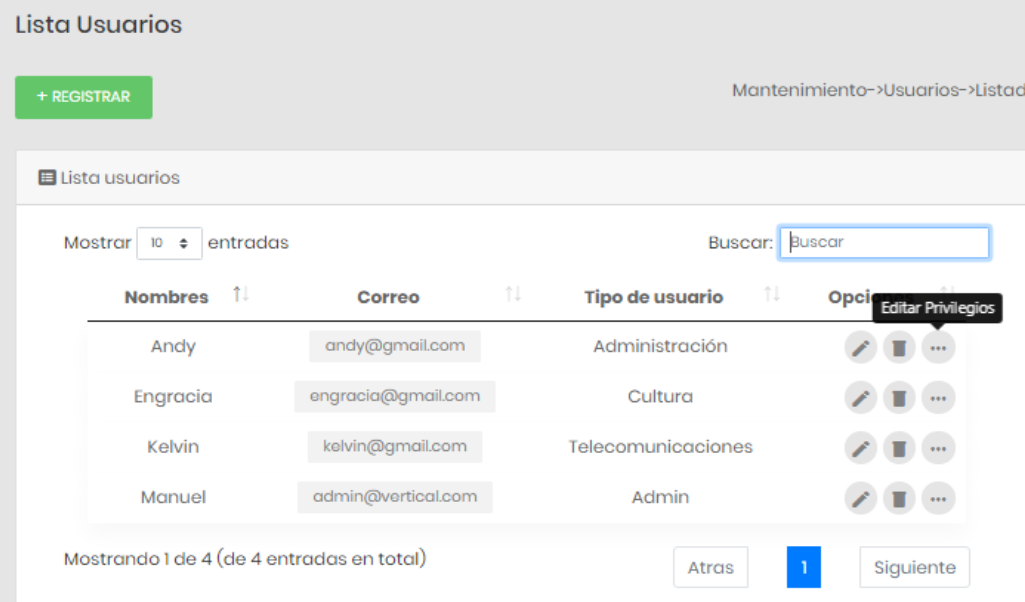 Lista Usuarios
+ REGISTRAR
Mantenimiento->Usuarios->Listad
Lista usuarios
Mostrar 10 entradas
Buscar: Buscar
Nombres Correo Tipo de usuario Opciones
Editar Privilegios
Andy andy@gmail.com Administración
Engracia engracia@gmail.com Cultura
Kelvin kelvin@gmail.com Telecomunicaciones
Manuel admin@vertical.com Admin
Mostrando 1 de 4 (de 4 entradas en total)
Atras 1 Siguiente